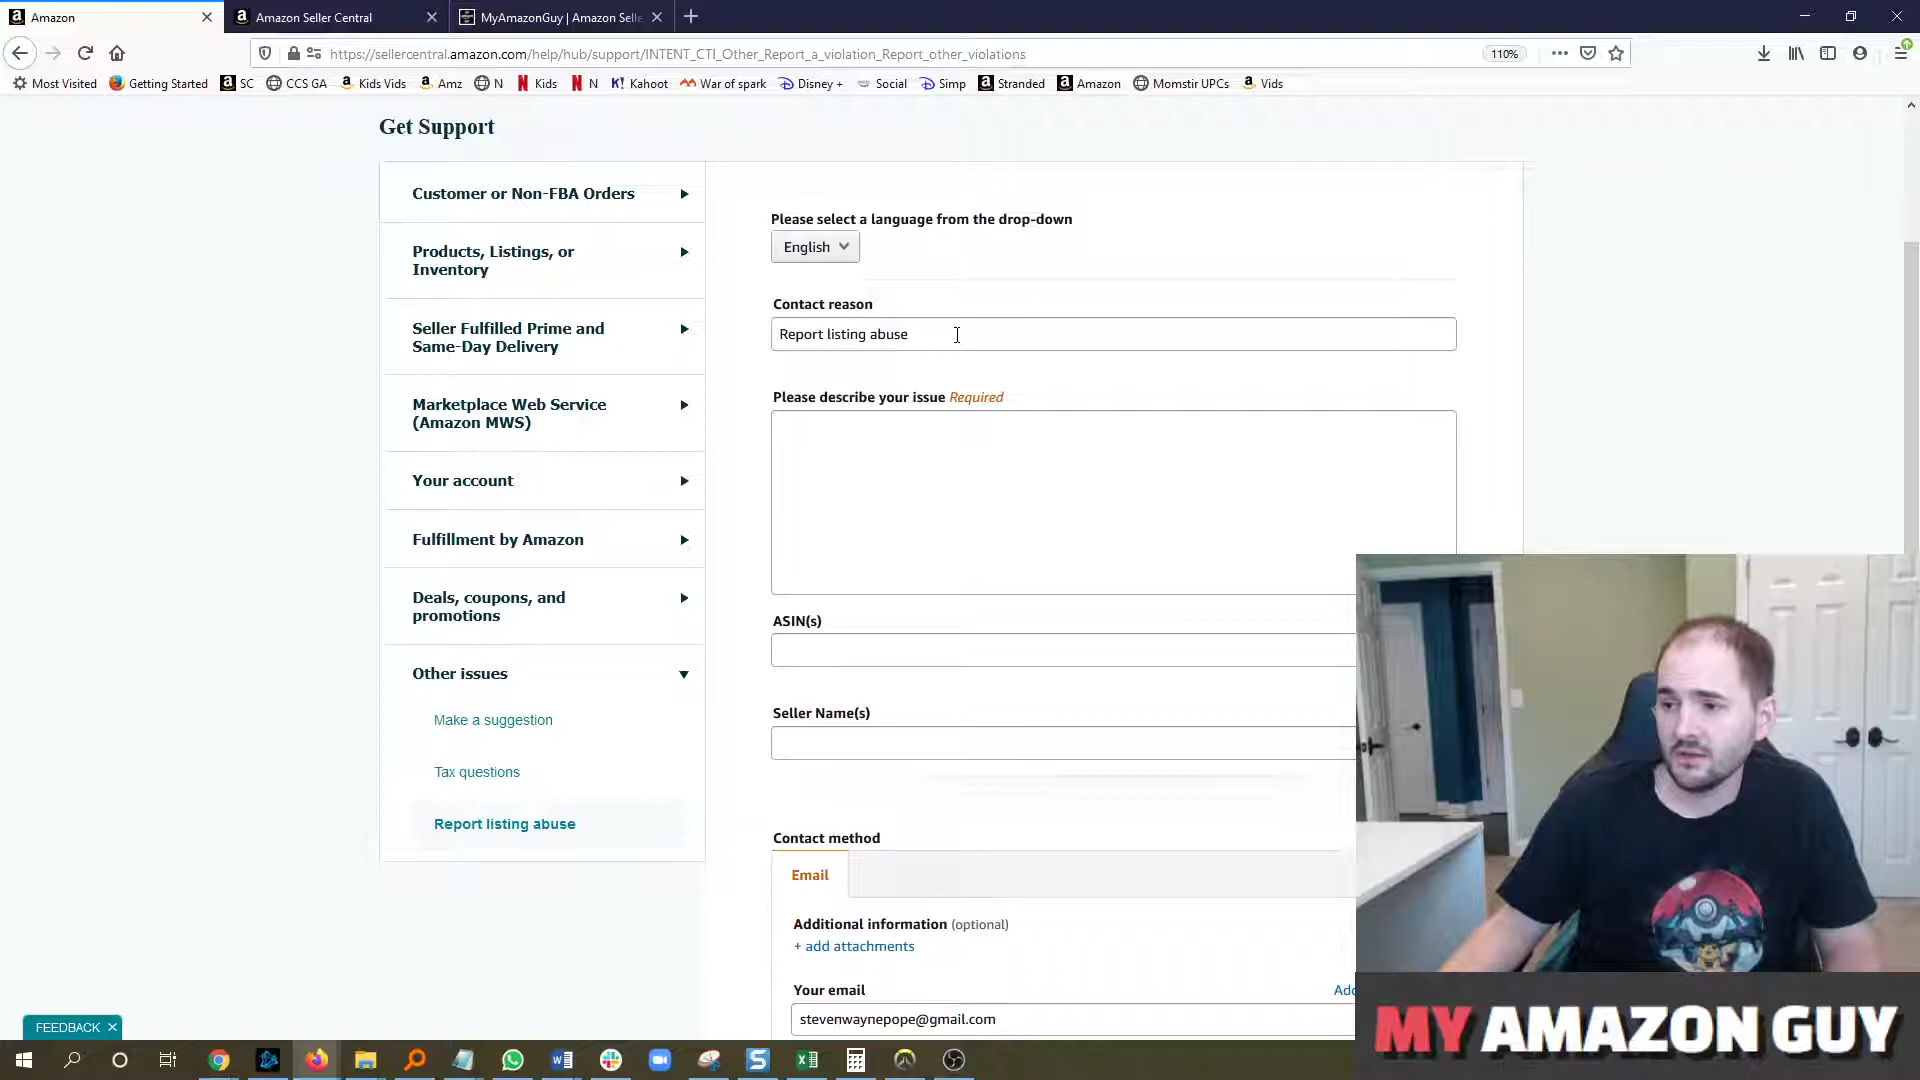 Amazon
Amazon Seller Central
MyAmazonGuy | Amazon Selle
https://sellercentral.amazon.com/help/hub/support/INTENT_CTI_Other_Report_a_violation_Report_other_violations
110%
Most Visited
Getting Started
SC
CCS GA
Kids Vids
Amz
N
Kids
N
Kahoot
War of spark
Disney +
Social
Simp
Stranded
Amazon
Momstir UPCs
Vids
Get Support
Customer or Non-FBA Orders
Products, Listings, or
Inventory
Seller Fulfilled Prime and
Same-Day Delivery
Marketplace Web Service
(Amazon MWS)
Your account
Fulfillment by Amazon
Deals, coupons, and
promotions
Other issues
Make a suggestion
Tax questions
Report listing abuse
Please select a language from the drop-down
English
Contact reason
Report listing abuse
Please describe your issue Required
ASIN(s)
Seller Name(s)
Contact method
Email
Additional information (optional)
+ add attachments
Your email
Add
stevenwaynepope@gmail.com
FEEDBACK
MY AMAZON GUY